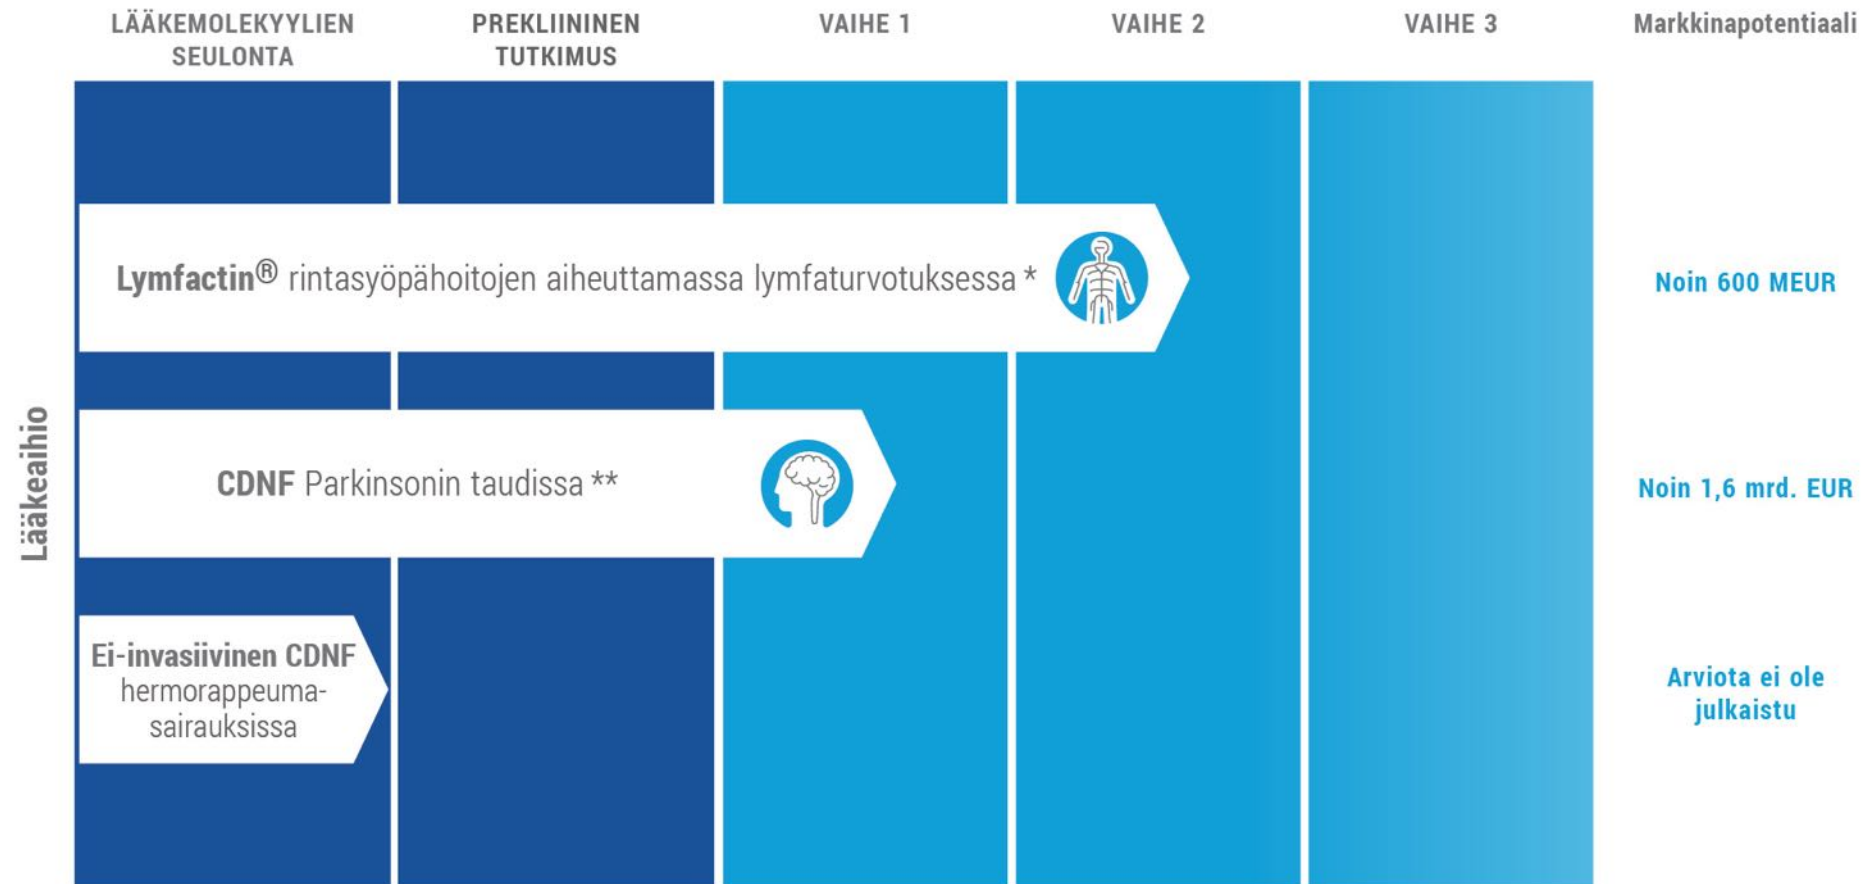 LÄÄKEMOLEKYYLIEN
SEULONTA
PREKLIININEN
TUTKIMUS
VAIHE 1
VAIHE 2
VAIHE 3
Markkinapotentiaali
Lääkeaihio
Lymfactin® rintasyöpähoitojen aiheuttamassa lymfaturvotuksessa *
Noin 600 MEUR
CDNF Parkinsonin taudissa **
Noin 1,6 mrd. EUR
Ei-invasiivinen CDNF
hermorappeuma-
sairauksissa
Arviota ei ole
julkaistu